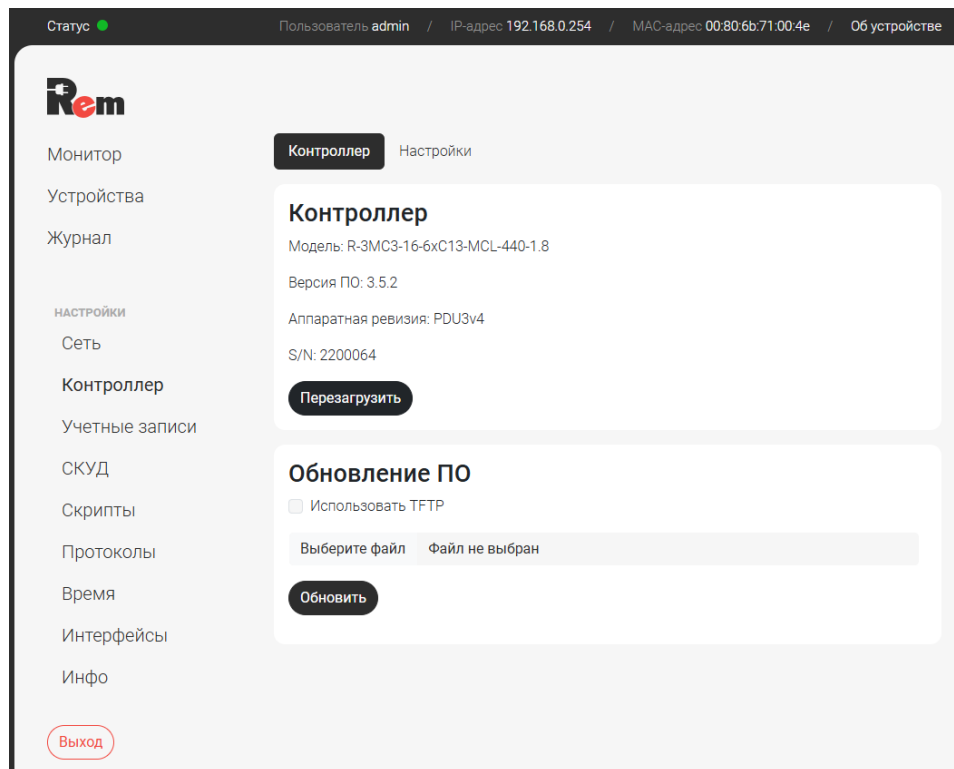 Статус Пользователь admin / IP-адрес 192.168.0.254 / MAC-адрес 00:80:6b:71:00:4e / Об устройстве
Rem
Монитор
Устройства
Журнал
НАСТРОЙКИ
Сеть
Контроллер
Учетные записи
СКУД
Скрипты
Протоколы
Время
Интерфейсы
Инфо
Выход
Контроллер Настройки
Контроллер
Модель: R-3MC3-16-6xC13-MCL-440-1.8
Версия ПО: 3.5.2
Аппаратная ревизия: PDU3v4
S/N: 2200064
Перезагрузить
Обновление ПО
Использовать TFTP
Выберите файл Файл не выбран
Обновить